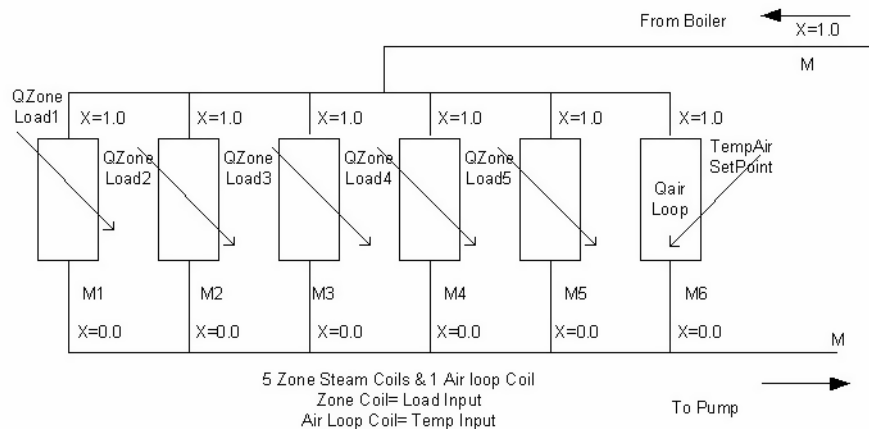 From Boiler
X=1.0
M
QZone
Load1
X=1.0
X=1.0
X=1.0
X=1.0
X=1.0
X=1.0
QZone
Load2
QZone
Load3
QZone
Load4
QZone
Load5
TempAir
SetPoint
Qair
Loop
M1
M2
M3
M4
M5
M6
X=0.0
X=0.0
X=0.0
X=0.0
X=0.0
X=0.0
M
5 Zone Steam Coils & 1 Air loop Coil
Zone Coil= Load Input
Air Loop Coil= Temp Input
To Pump